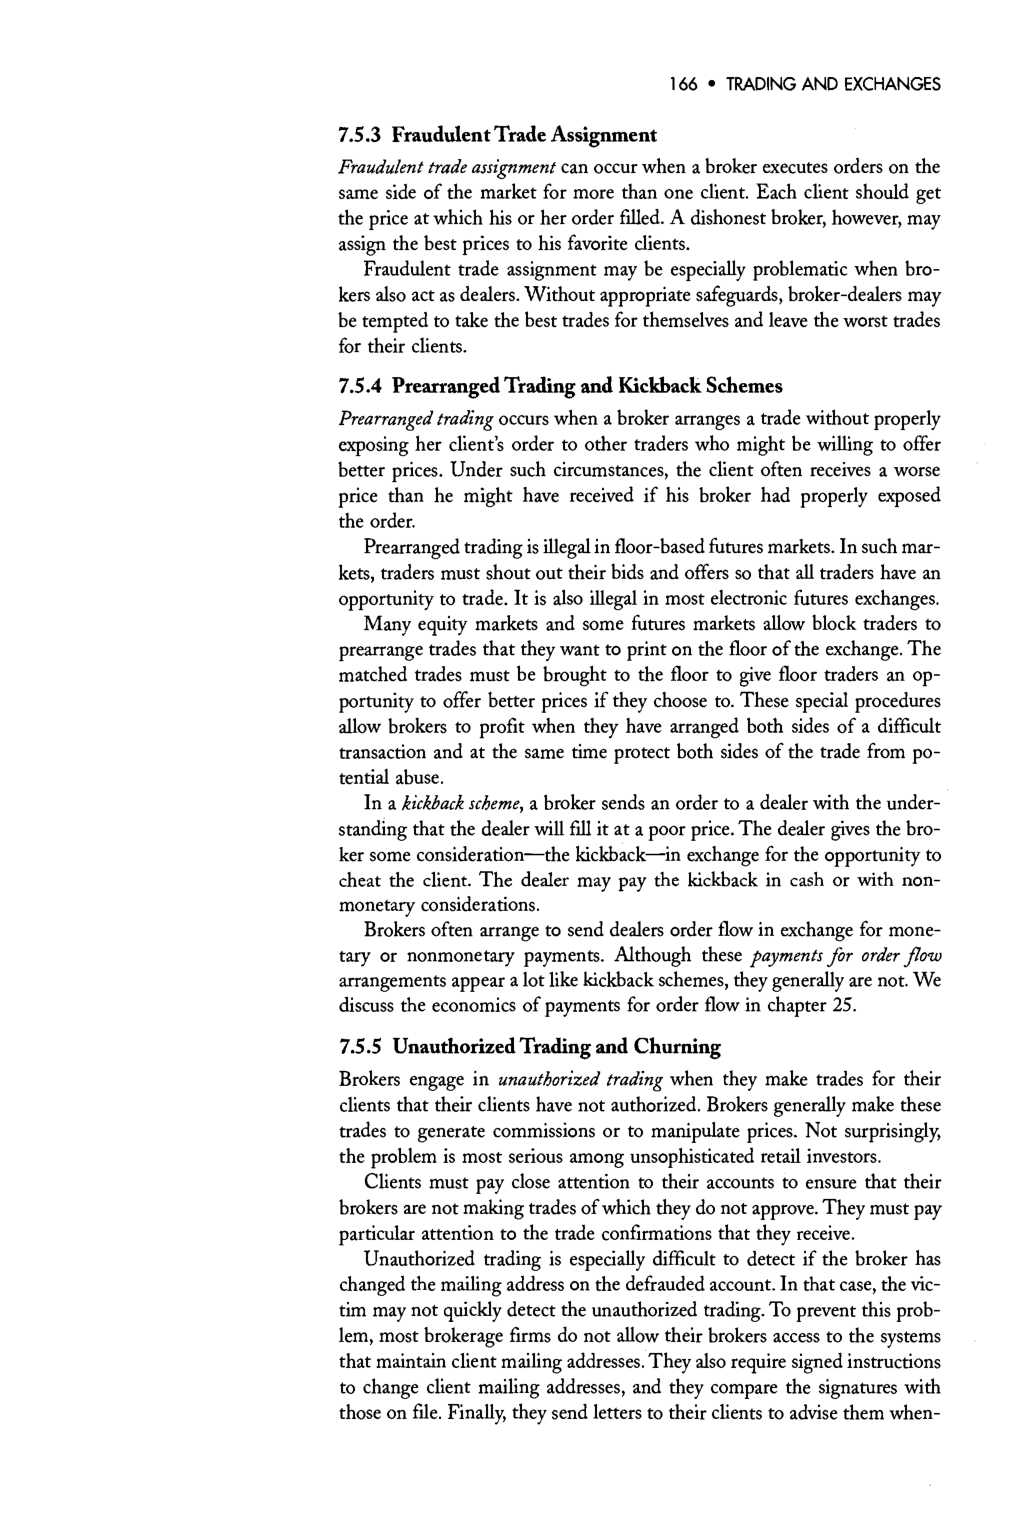 166 • TRADING AND EXCHANGES
7.5.3 Fraudulent Trade Assignment
Fraudulent trade assignment can occur when a broker executes orders on the
same side of the market for more than one client. Each client should get
the price at which his or her order filled. A dishonest broker, however, may
assign the best prices to his favorite clients.
Fraudulent trade assignment may be especially problematic when bro-
kers also act as dealers. Without appropriate safeguards, broker-dealers may
be tempted to take the best trades for themselves and leave the worst trades
for their clients.
7.5.4 Prearranged Trading and Kickback Schemes
Prearranged trading occurs when a broker arranges a trade without properly
exposing her client's order to other traders who might be willing to offer
better prices. Under such circumstances, the client often receives a worse
price than he might have received if his broker had properly exposed
the order.
Prearranged trading is illegal in floor-based futures markets. In such mar-
kets, traders must shout out their bids and offers so that all traders have an
opportunity to trade. It is also illegal in most electronic futures exchanges.
Many equity markets and some futures markets allow block traders to
prearrange trades that they want to print on the floor of the exchange. The
matched trades must be brought to the floor to give floor traders an op-
portunity to offer better prices if they choose to. These special procedures
allow brokers to profit when they have arranged both sides of a difficult
transaction and at the same time protect both sides of the trade from po-
tential abuse.
In a kickback scheme, a broker sends an order to a dealer with the under-
standing that the dealer will fill it at a poor price. The dealer gives the bro-
ker some consideration—the kickback—in exchange for the opportunity to
cheat the client. The dealer may pay the kickback in cash or with non-
monetary considerations.
Brokers often arrange to send dealers order flow in exchange for mone-
tary or nonmonetary payments. Although these payments for order flow
arrangements appear a lot like kickback schemes, they generally are not. We
discuss the economics of payments for order flow in chapter 25.
7.5.5 Unauthorized Trading and Churning
Brokers engage in unauthorized trading when they make trades for their
clients that their clients have not authorized. Brokers generally make these
trades to generate commissions or to manipulate prices. Not surprisingly,
the problem is most serious among unsophisticated retail investors.
Clients must pay close attention to their accounts to ensure that their
brokers are not making trades of which they do not approve. They must pay
particular attention to the trade confirmations that they receive.
Unauthorized trading is especially difficult to detect if the broker has
changed the mailing address on the defrauded account. In that case, the vic-
tim may not quickly detect the unauthorized trading. To prevent this prob-
lem, most brokerage firms do not allow their brokers access to the systems
that maintain client mailing addresses. They also require signed instructions
to change client mailing addresses, and they compare the signatures with
those on file. Finally, they send letters to their clients to advise them when-